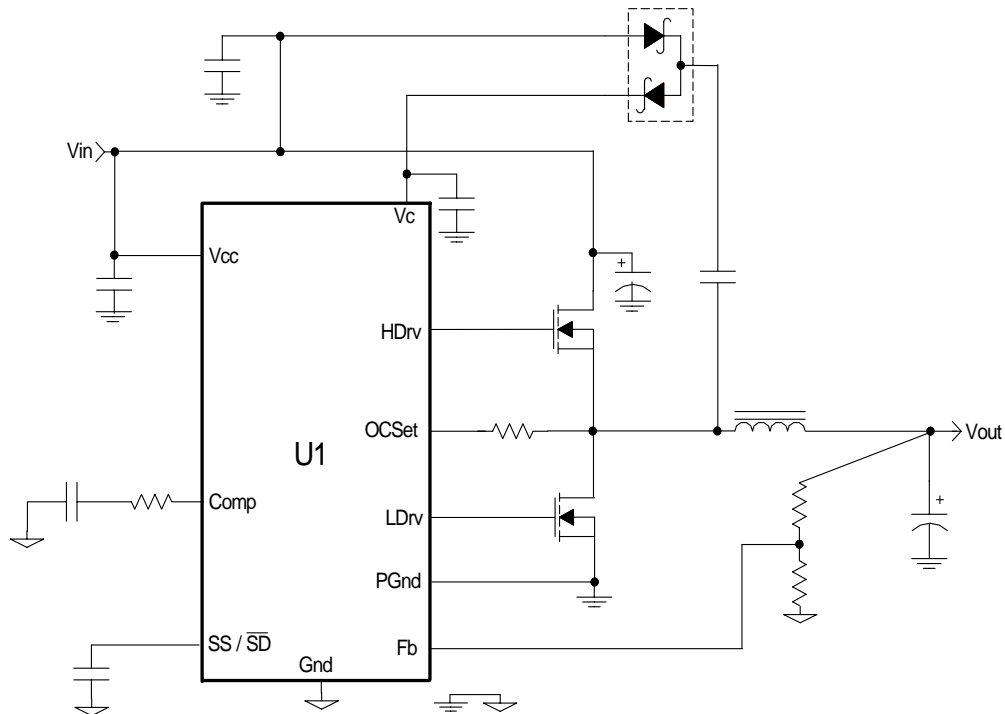 Vin
Vc
Vcc
+
HDrv
OCSet
U1
Vout
Comp
LDrv
+
PGnd
SS / SD
Fb
Gnd